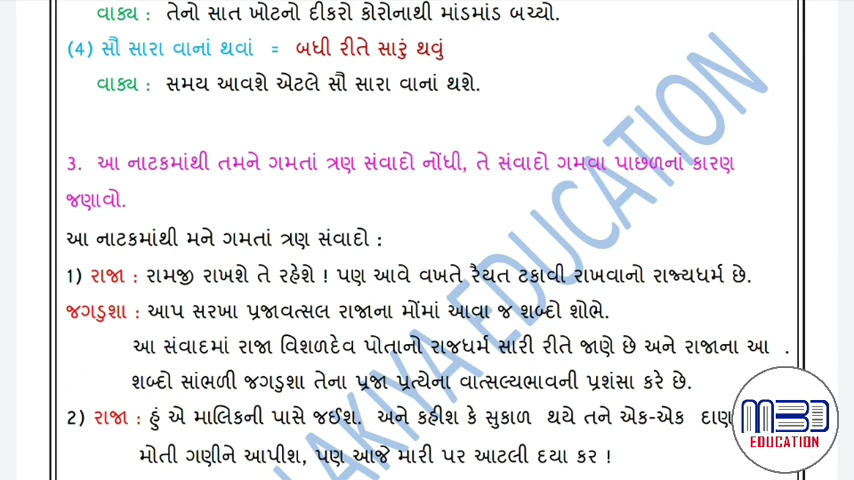 વાક્ય : તેનો સાત ખોટનો દીકરો કોરોનાથી માંડમાંડ બચ્યો.
(4) સૌ સારા વાનાં થવાં = બધી રીતે સારું થવું
વાક્ય : સમય આવશે એટલે સૌ સારા વાનાં થશે.
3. આ નાટકમાંથી તમને ગમતાં ત્રણ સંવાદો નોંધી, તે સંવાદો ગમવા પાછળનાં કારણ
જણાવો.
આ નાટકમાંથી મને ગમતાં ત્રણ સંવાદો :
1) રાજા : રામજી રાખશે તે રહેશે ! પણ આવે વખતે રૈયત ટકાવી રાખવાનો રાજ્યધર્મ છે.
જગડુશા : આપ સરખા પ્રજાવત્સલ રાજાના મોંમાં આવા જ શબ્દો શોભે.
આ સંવાદમાં રાજા વિશળદેવ પોતાનો રાજધર્મ સારી રીતે જાણે છે અને રાજાના આ .
શબ્દો સાંભળી જગડુશા તેના પ્રજા પ્રત્યેના વાત્સલ્યભાવની પ્રશંસા કરે છે.
2) રાજા : હું એ માલિકની પાસે જઈશ. અને કહીશ કે સુકાળ થયે તને એક-એક દાણ
મોતી ગણીને આપીશ, પણ આજે મારી પર આટલી દયા કર !
LAKIYA EDUCATION
MBD
EDUCATION